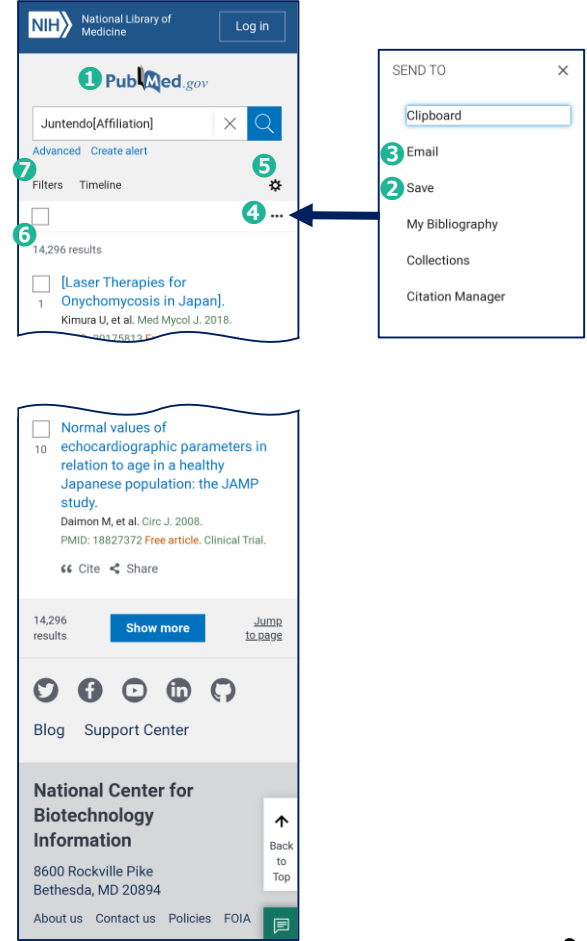 NIH National Library of Medicine
Log in
1 PubMed.gov
Juntendo[Affiliation]
Advanced Create alert
7
5
Filters Timeline
4 ...
6
14,296 results
[Laser Therapies for
1 Onychomycosis in Japan].
Kimura U, et al. Med Mycol J. 2018.
SEND TO ×
Clipboard
3 Email
2 Save
My Bibliography
Collections
Citation Manager
Normal values of
10 echocardiographic parameters in
relation to age in a healthy
Japanese population: the JAMP
study.
Daimon M, et al. Circ J. 2008.
PMID: 18827372 Free article. Clinical Trial.
Cite Share
14,296 results
Show more
Jump to page
Blog Support Center
National Center for
Biotechnology
Information
8600 Rockville Pike
Bethesda, MD 20894
About us Contact us Policies FOIA
Back
to
Top